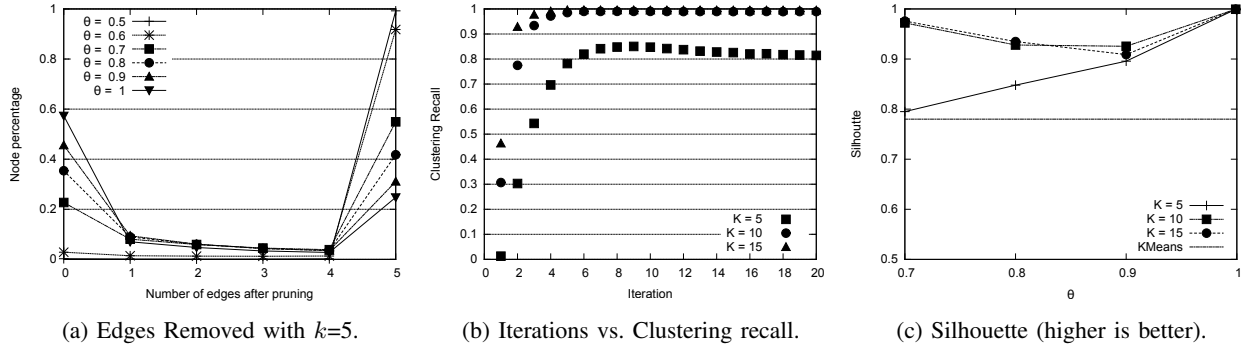 Node percentage
1
0.8
0.6
0.4
0.2
0
θ = 0.5
θ = 0.6
θ = 0.7
θ = 0.8
θ = 0.9
θ = 1
0 1 2 3 4 5
Number of edges after pruning
(a) Edges Removed with k=5.
Clustering Recall
1
0.9
0.8
0.7
0.6
0.5
0.4
0.3
0.2
0.1
0
K = 5
K = 10
K = 15
0 2 4 6 8 10 12 14 16 18 20
Iteration
(b) Iterations vs. Clustering recall.
Silhoutte
1
0.9
0.8
0.7
0.6
0.5
K = 5
K = 10
K = 15
KMeans
0.7 0.8 0.9 1
θ
(c) Silhouette (higher is better).